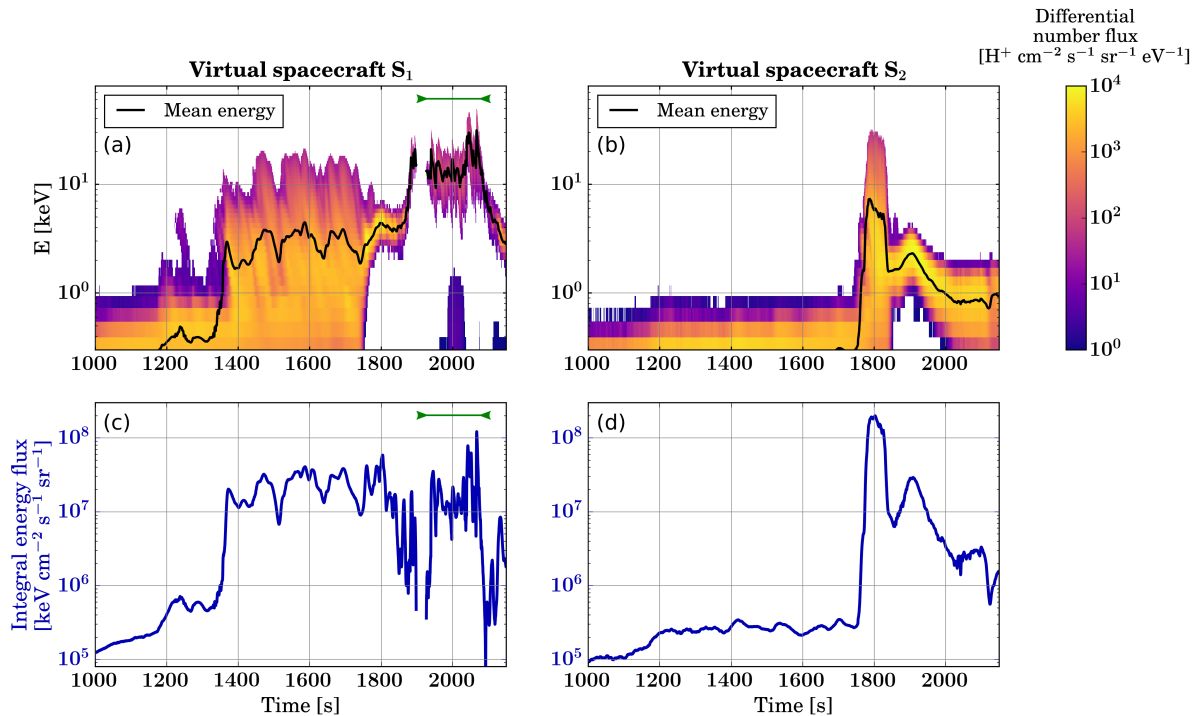 Differential
number flux
[H⁺ cm⁻² s⁻¹ sr⁻¹ eV⁻¹]
Virtual spacecraft S₁
Virtual spacecraft S₂
Mean energy
Mean energy
(a)
(b)
E [keV]
10¹
10⁰
10¹
10⁰
10⁴
10³
10²
10¹
10⁰
1000 1200 1400 1600 1800 2000
1000 1200 1400 1600 1800 2000
(c)
(d)
Integral energy flux
[keV cm⁻² s⁻¹ sr⁻¹]
10⁸
10⁷
10⁶
10⁵
10⁸
10⁷
10⁶
10⁵
1000 1200 1400 1600 1800 2000
1000 1200 1400 1600 1800 2000
Time [s]
Time [s]